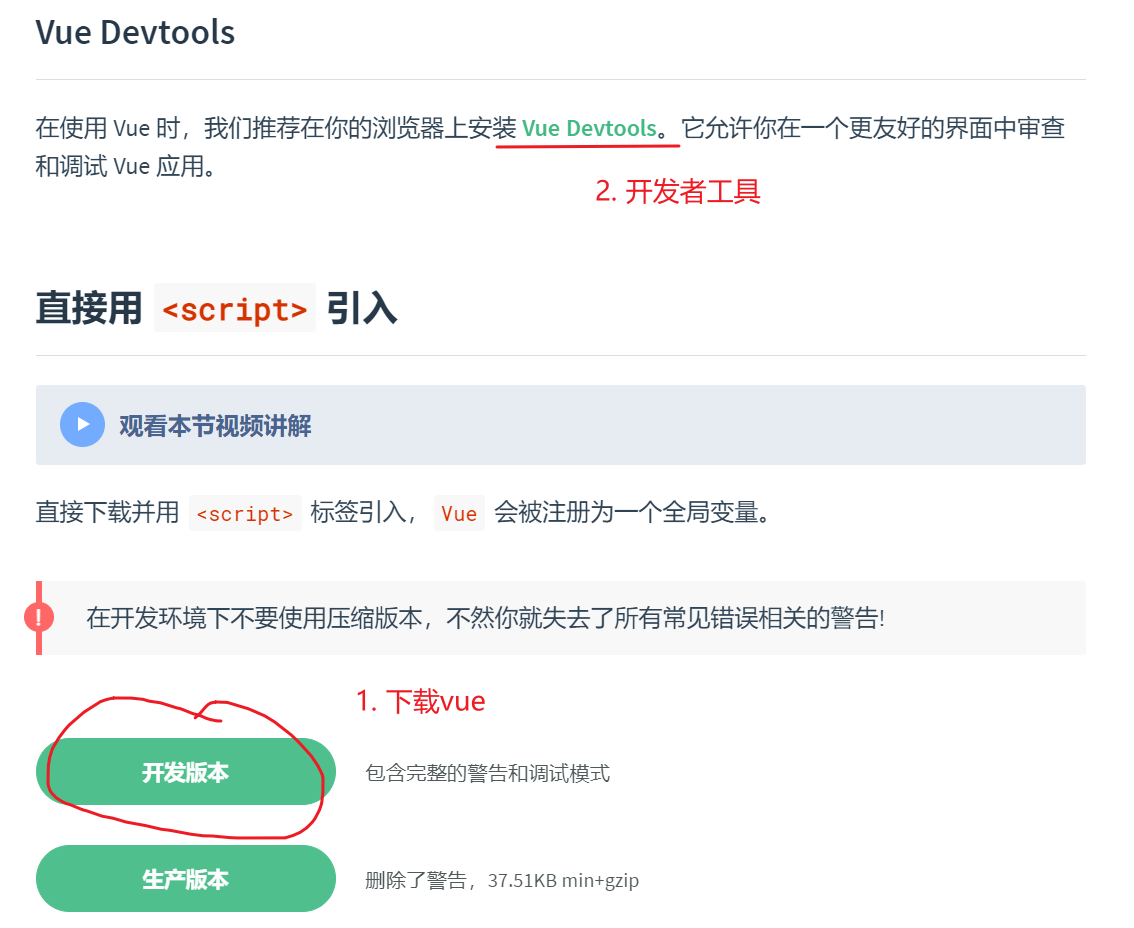 Vue Devtools
在使用 Vue 时，我们推荐在你的浏览器上安装 Vue Devtools。它允许你在一个更友好的界面中审查
和调试 Vue 应用。
2. 开发者工具
直接用 <script> 引入
观看本节视频讲解
直接下载并用 <script> 标签引入， Vue 会被注册为一个全局变量。
!
在开发环境下不要使用压缩版本，不然你就失去了所有常见错误相关的警告!
1. 下载vue
开发版本 包含完整的警告和调试模式
生产版本 删除了警告，37.51KB min+gzip